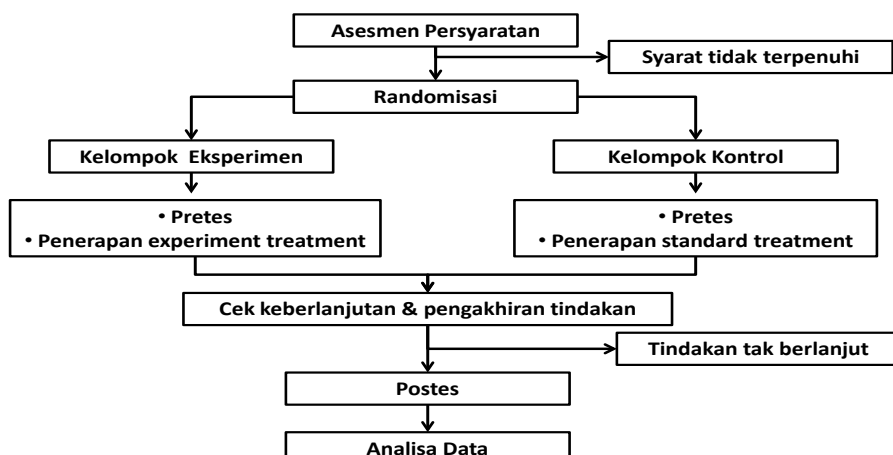 Asesmen Persyaratan
Syarat tidak terpenuhi
Randomisasi
Kelompok Eksperimen
Kelompok Kontrol
• Pretes
• Penerapan experiment treatment
• Pretes
• Penerapan standard treatment
Cek keberlanjutan & pengakhiran tindakan
Tindakan tak berlanjut
Postes
Analisa Data